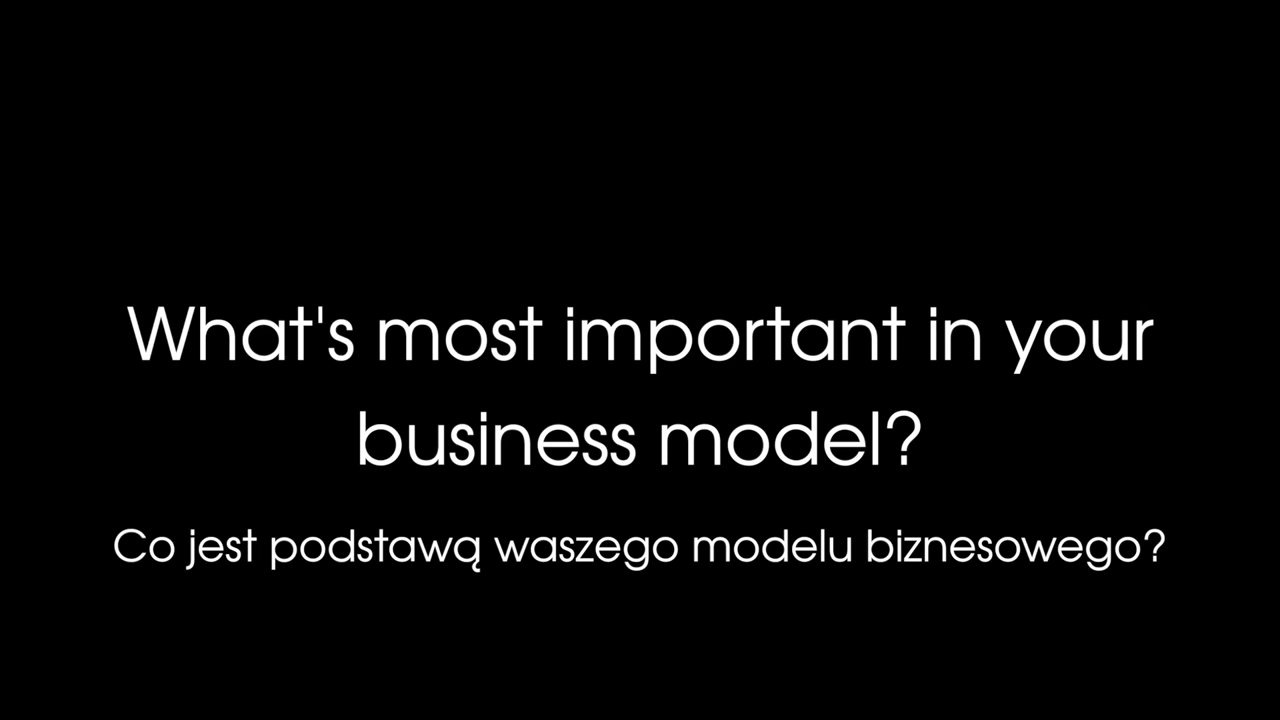 What's most important in your
business model?
Co jest podstawą waszego modelu biznesowego?